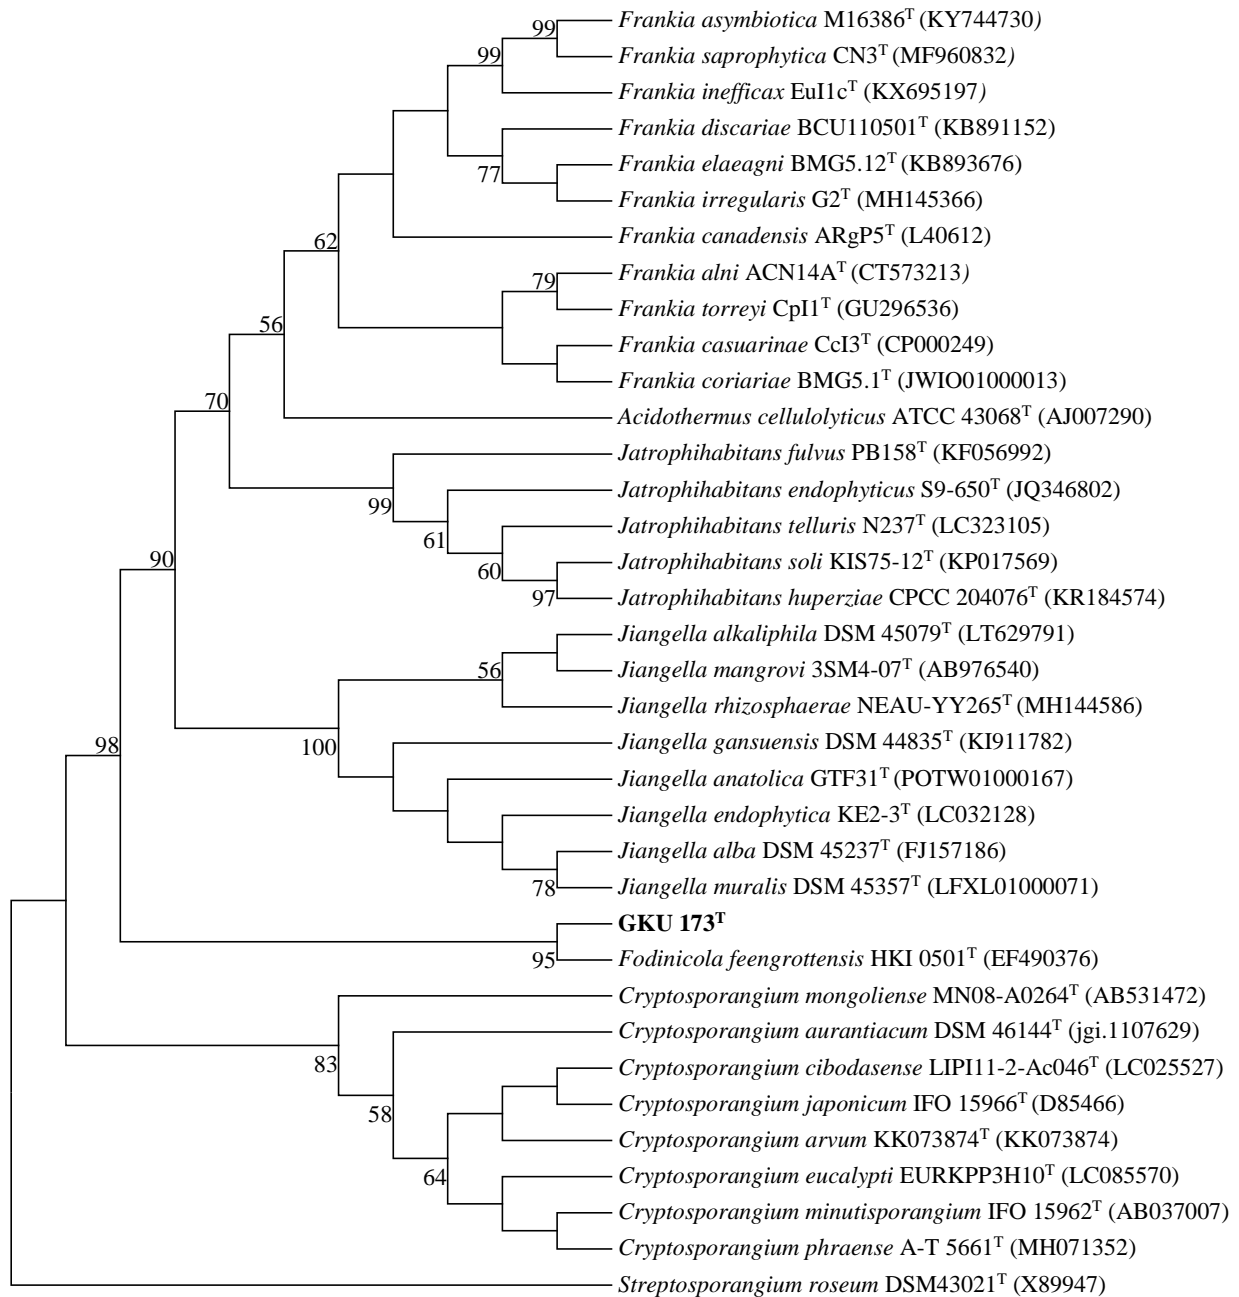 Frankia asymbiotica M16386ᵀ (KY744730)
99
Frankia saprophytica CN3ᵀ (MF960832)
99
Frankia inefficax EuI1cᵀ (KX695197)
Frankia discariae BCU110501ᵀ (KB891152)
Frankia elaeagni BMG5.12ᵀ (KB893676)
77
Frankia irregularis G2ᵀ (MH145366)
Frankia canadensis ARgP5ᵀ (L40612)
62
Frankia alni ACN14Aᵀ (CT573213)
79
Frankia torreyi CpI1ᵀ (GU296536)
56
Frankia casuarinae CcI3ᵀ (CP000249)
Frankia coriariae BMG5.1ᵀ (JWIO01000013)
70
Acidothermus cellulolyticus ATCC 43068ᵀ (AJ007290)
Jatrophihabitans fulvus PB158ᵀ (KF056992)
Jatrophihabitans endophyticus S9-650ᵀ (JQ346802)
99
Jatrophihabitans telluris N237ᵀ (LC323105)
61
Jatrophihabitans soli KIS75-12ᵀ (KP017569)
90
60
Jatrophihabitans huperziae CPCC 204076ᵀ (KR184574)
97
Jiangella alkaliphila DSM 45079ᵀ (LT629791)
Jiangella mangrovi 3SM4-07ᵀ (AB976540)
56
Jiangella rhizosphaerae NEAU-YY265ᵀ (MH144586)
Jiangella gansuensis DSM 44835ᵀ (KI911782)
98
100
Jiangella anatolica GTF31ᵀ (POTW01000167)
Jiangella endophytica KE2-3ᵀ (LC032128)
Jiangella alba DSM 45237ᵀ (FJ157186)
Jiangella muralis DSM 45357ᵀ (LFXL01000071)
78
GKU 173ᵀ
Fodinicola feengrottensis HKI 0501ᵀ (EF490376)
95
Cryptosporangium mongoliense MN08-A0264ᵀ (AB531472)
Cryptosporangium aurantiacum DSM 46144ᵀ (jgi.1107629)
83
Cryptosporangium cibodasense LIPI11-2-Ac046ᵀ (LC025527)
Cryptosporangium japonicum IFO 15966ᵀ (D85466)
58
Cryptosporangium arvum KK073874ᵀ (KK073874)
Cryptosporangium eucalypti EURKPP3H10ᵀ (LC085570)
64
Cryptosporangium minutisporangium IFO 15962ᵀ (AB037007)
Cryptosporangium phraense A-T 5661ᵀ (MH071352)
Streptosporangium roseum DSM43021ᵀ (X89947)